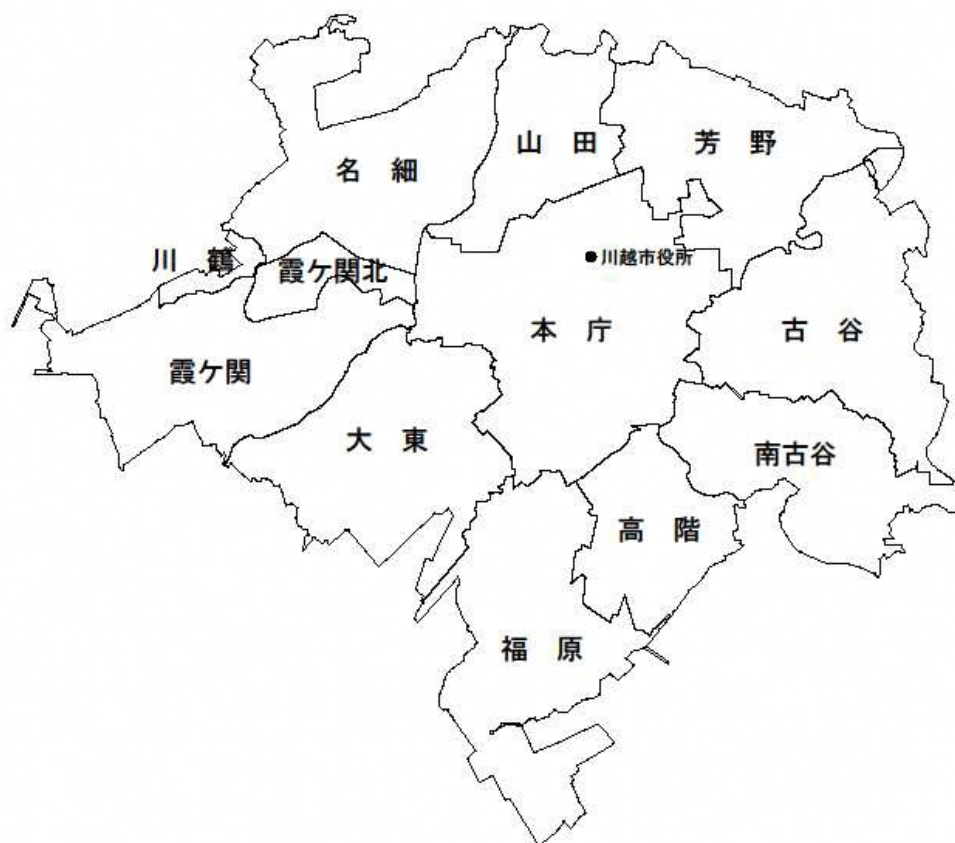 山　田
芳　野
名　細
川　鶴
霞ケ関北
●川越市役所
本　庁
古　谷
霞ケ関
大　東
南古谷
高　階
福　原